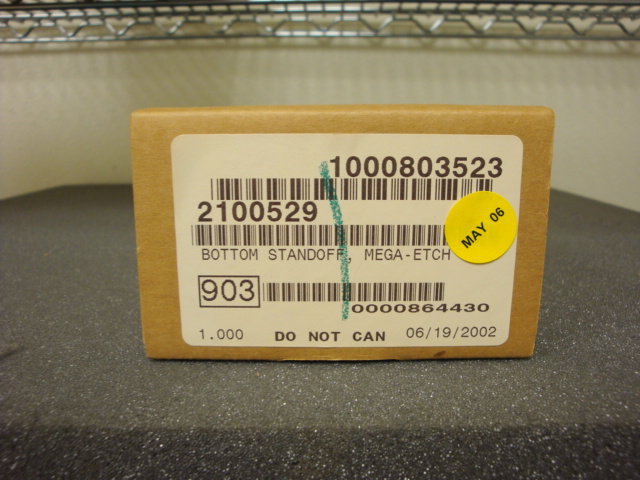 1000803523
2100529
MAY 06
BOTTOM STANDOFF, MEGA-ETCH
903
0000864430
1.000 DO NOT CAN 06/19/2002